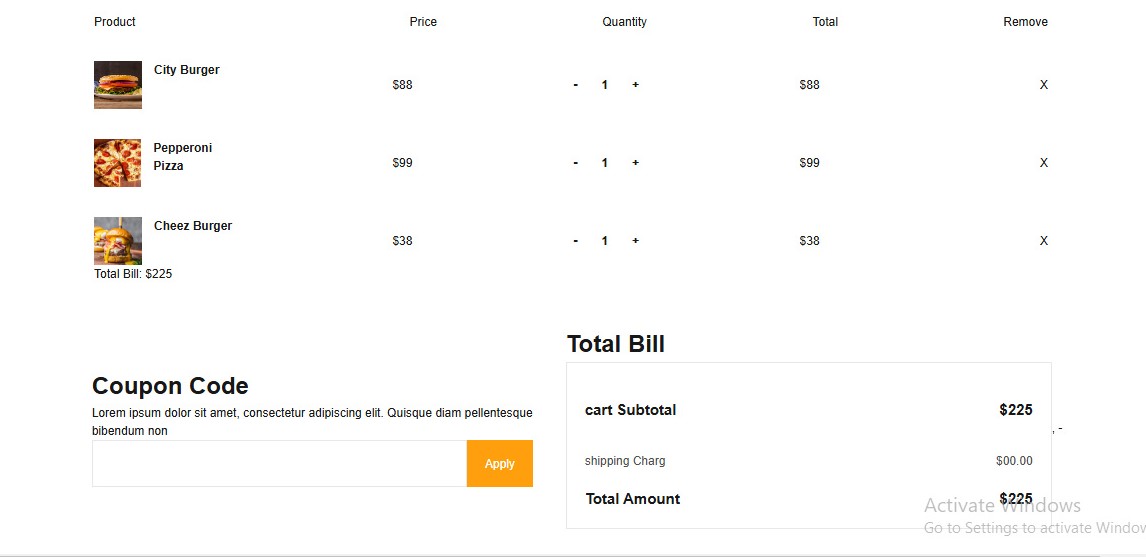 Product Price Quantity Total Remove
City Burger
$88 - 1 + $88 X
Pepperoni
Pizza
$99 - 1 + $99 X
Cheez Burger
$38 - 1 + $38 X
Total Bill: $225
Total Bill
Coupon Code
Lorem ipsum dolor sit amet, consectetur adipiscing elit. Quisque diam pellentesque
bibendum non
Apply
cart Subtotal $225
, -
shipping Charg $00.00
Total Amount $225
Activate Windows
Go to Settings to activate Window